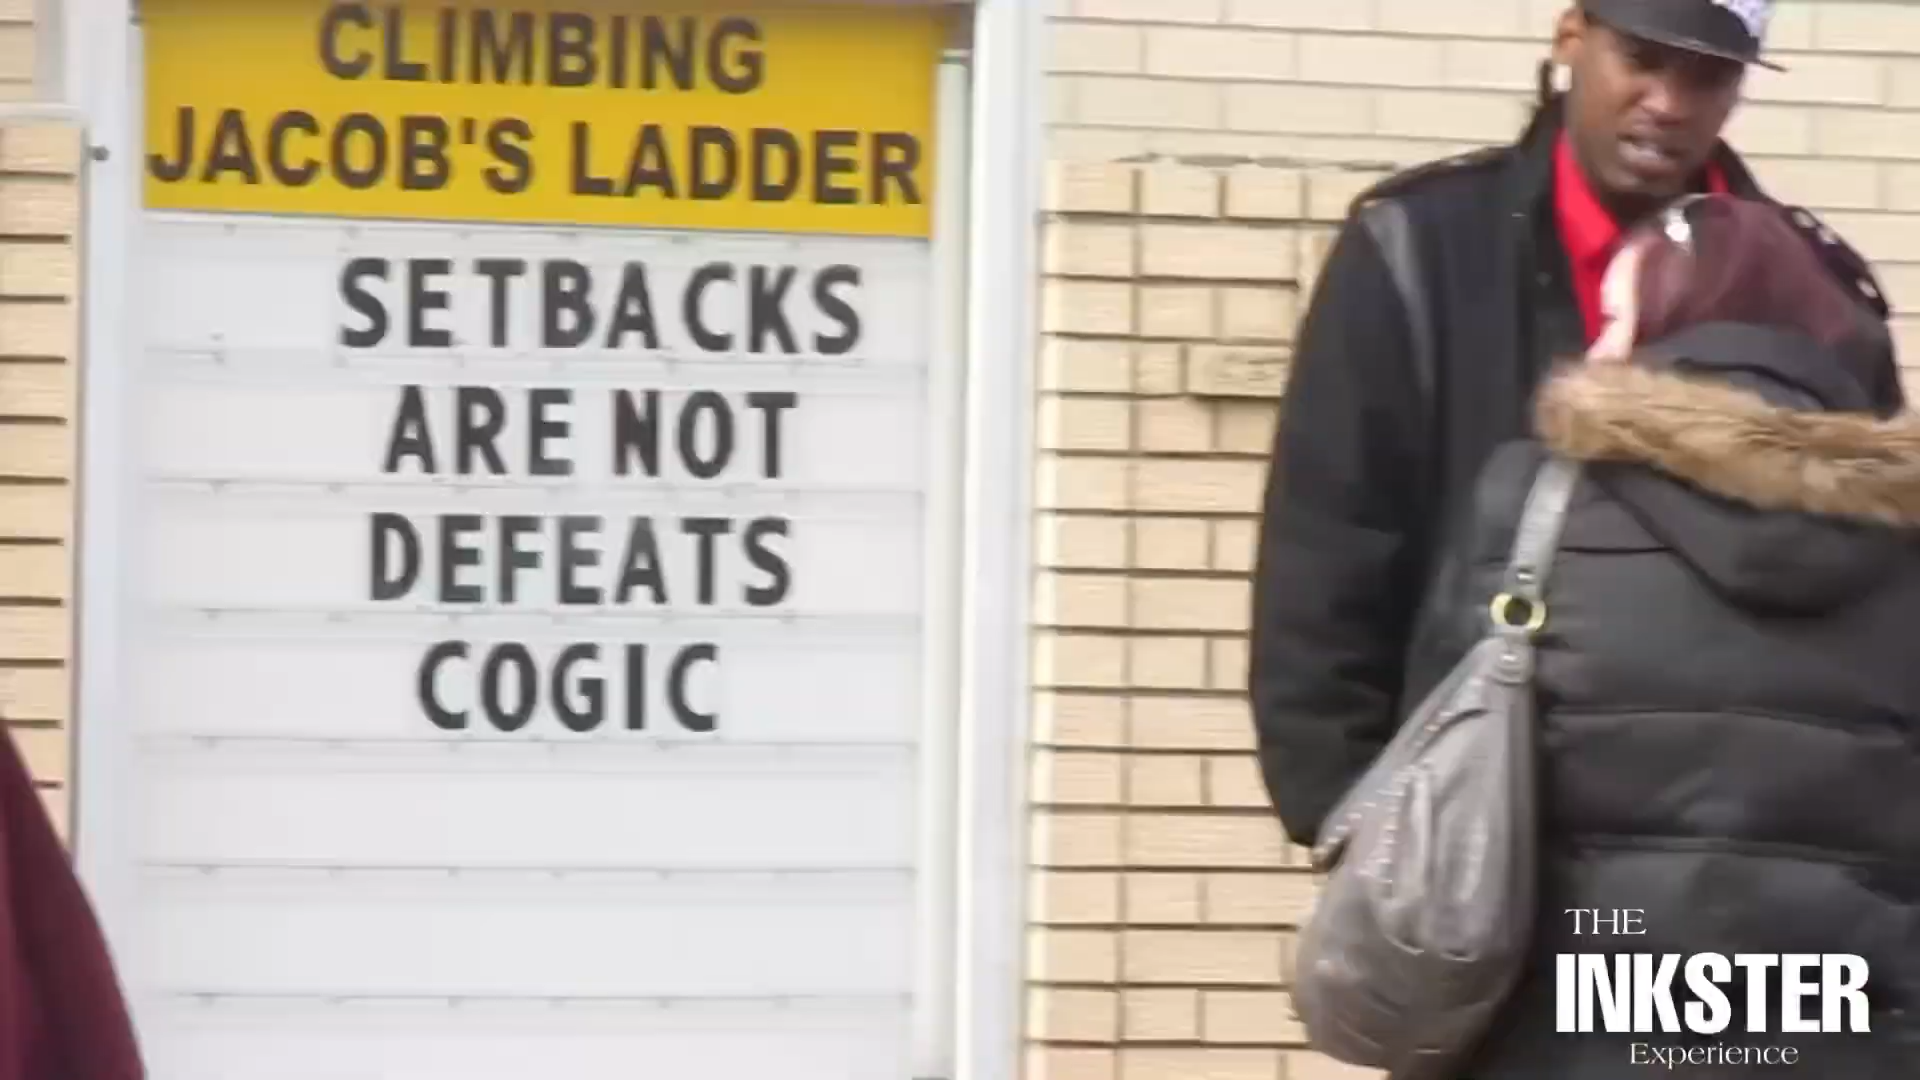 CLIMBING
JACOB'S LADDER
SETBACKS
ARE NOT
DEFEATS
COGIC
THE
INKSTER
Experience